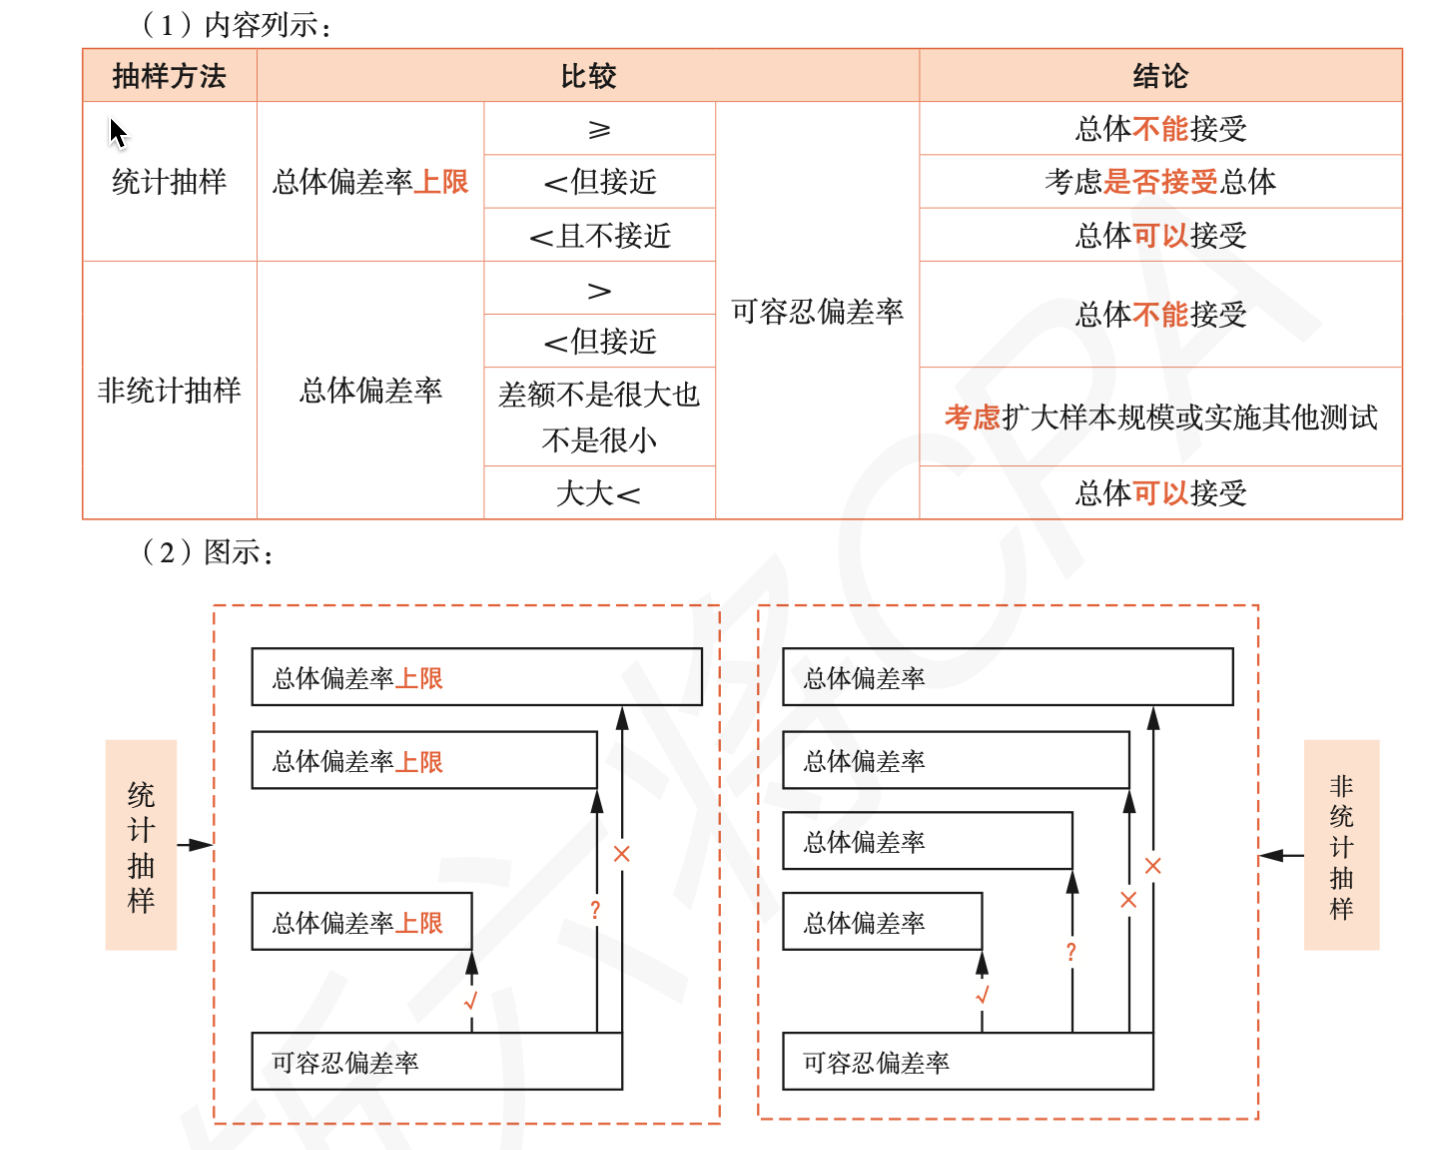 （1）内容列示：
抽样方法 比较 结论
统计抽样 总体偏差率上限 ≥ 可容忍偏差率 总体不能接受
＜但接近 考虑是否接受总体
＜且不接近 总体可以接受
非统计抽样 总体偏差率 ＞ 总体不能接受
＜但接近
差额不是很大也
不是很小
考虑扩大样本规模或实施其他测试
大大＜ 总体可以接受
（2）图示：
统计抽样
总体偏差率上限
总体偏差率上限
总体偏差率上限
可容忍偏差率
√
?
×
总体偏差率
总体偏差率
总体偏差率
总体偏差率
可容忍偏差率
√
?
×
×
非统计抽样